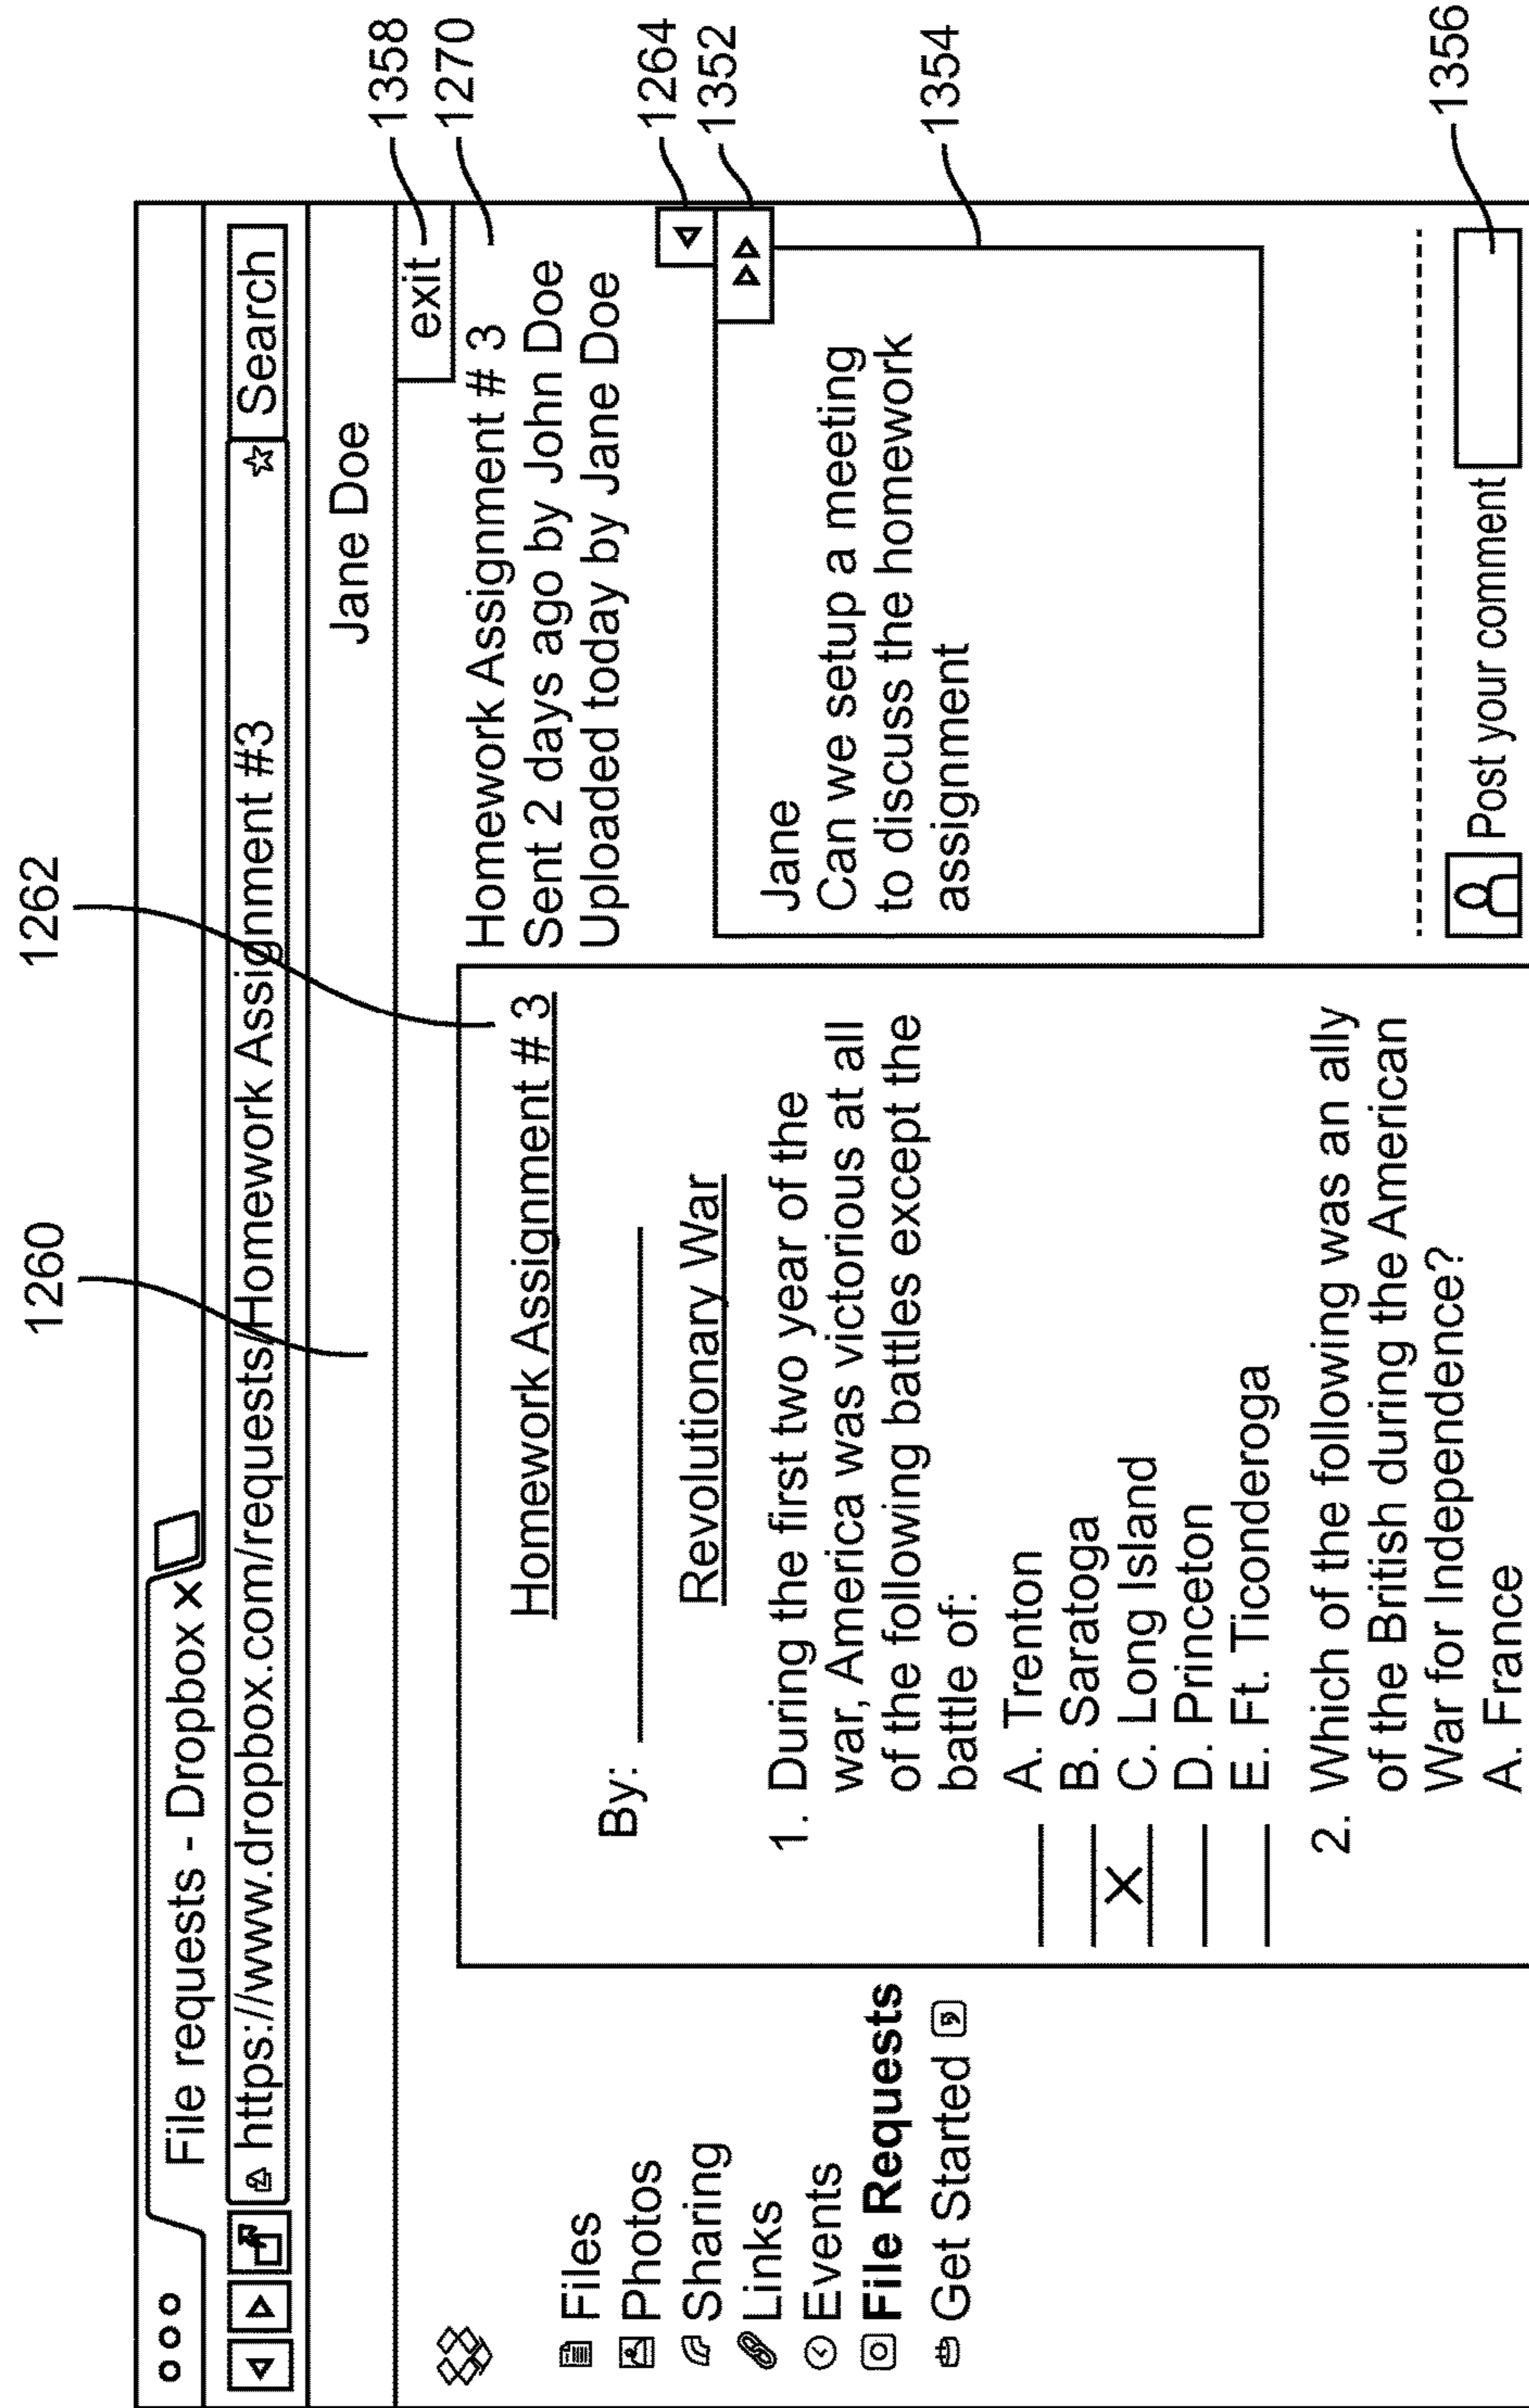 1260
1262
File requests - Dropbox X
https://www.dropbox.com/requests/Homework Assignment #3
Search
Jane Doe
exit
1358
1270
Files
Photos
Sharing
Links
Events
File Requests
Get Started
Homework Assignment # 3
By:
Revolutionary War
1. During the first two year of the
war, America was victorious at all
of the following battles except the
battle of:
A. Trenton
B. Saratoga
X C. Long Island
D. Princeton
E. Ft. Ticonderoga
2. Which of the following was an ally
of the British during the American
War for Independence?
A. France
Homework Assignment # 3
Sent 2 days ago by John Doe
Uploaded today by Jane Doe
1264
1352
Jane
Can we setup a meeting
to discuss the homework
assignment
1354
Post your comment
1356